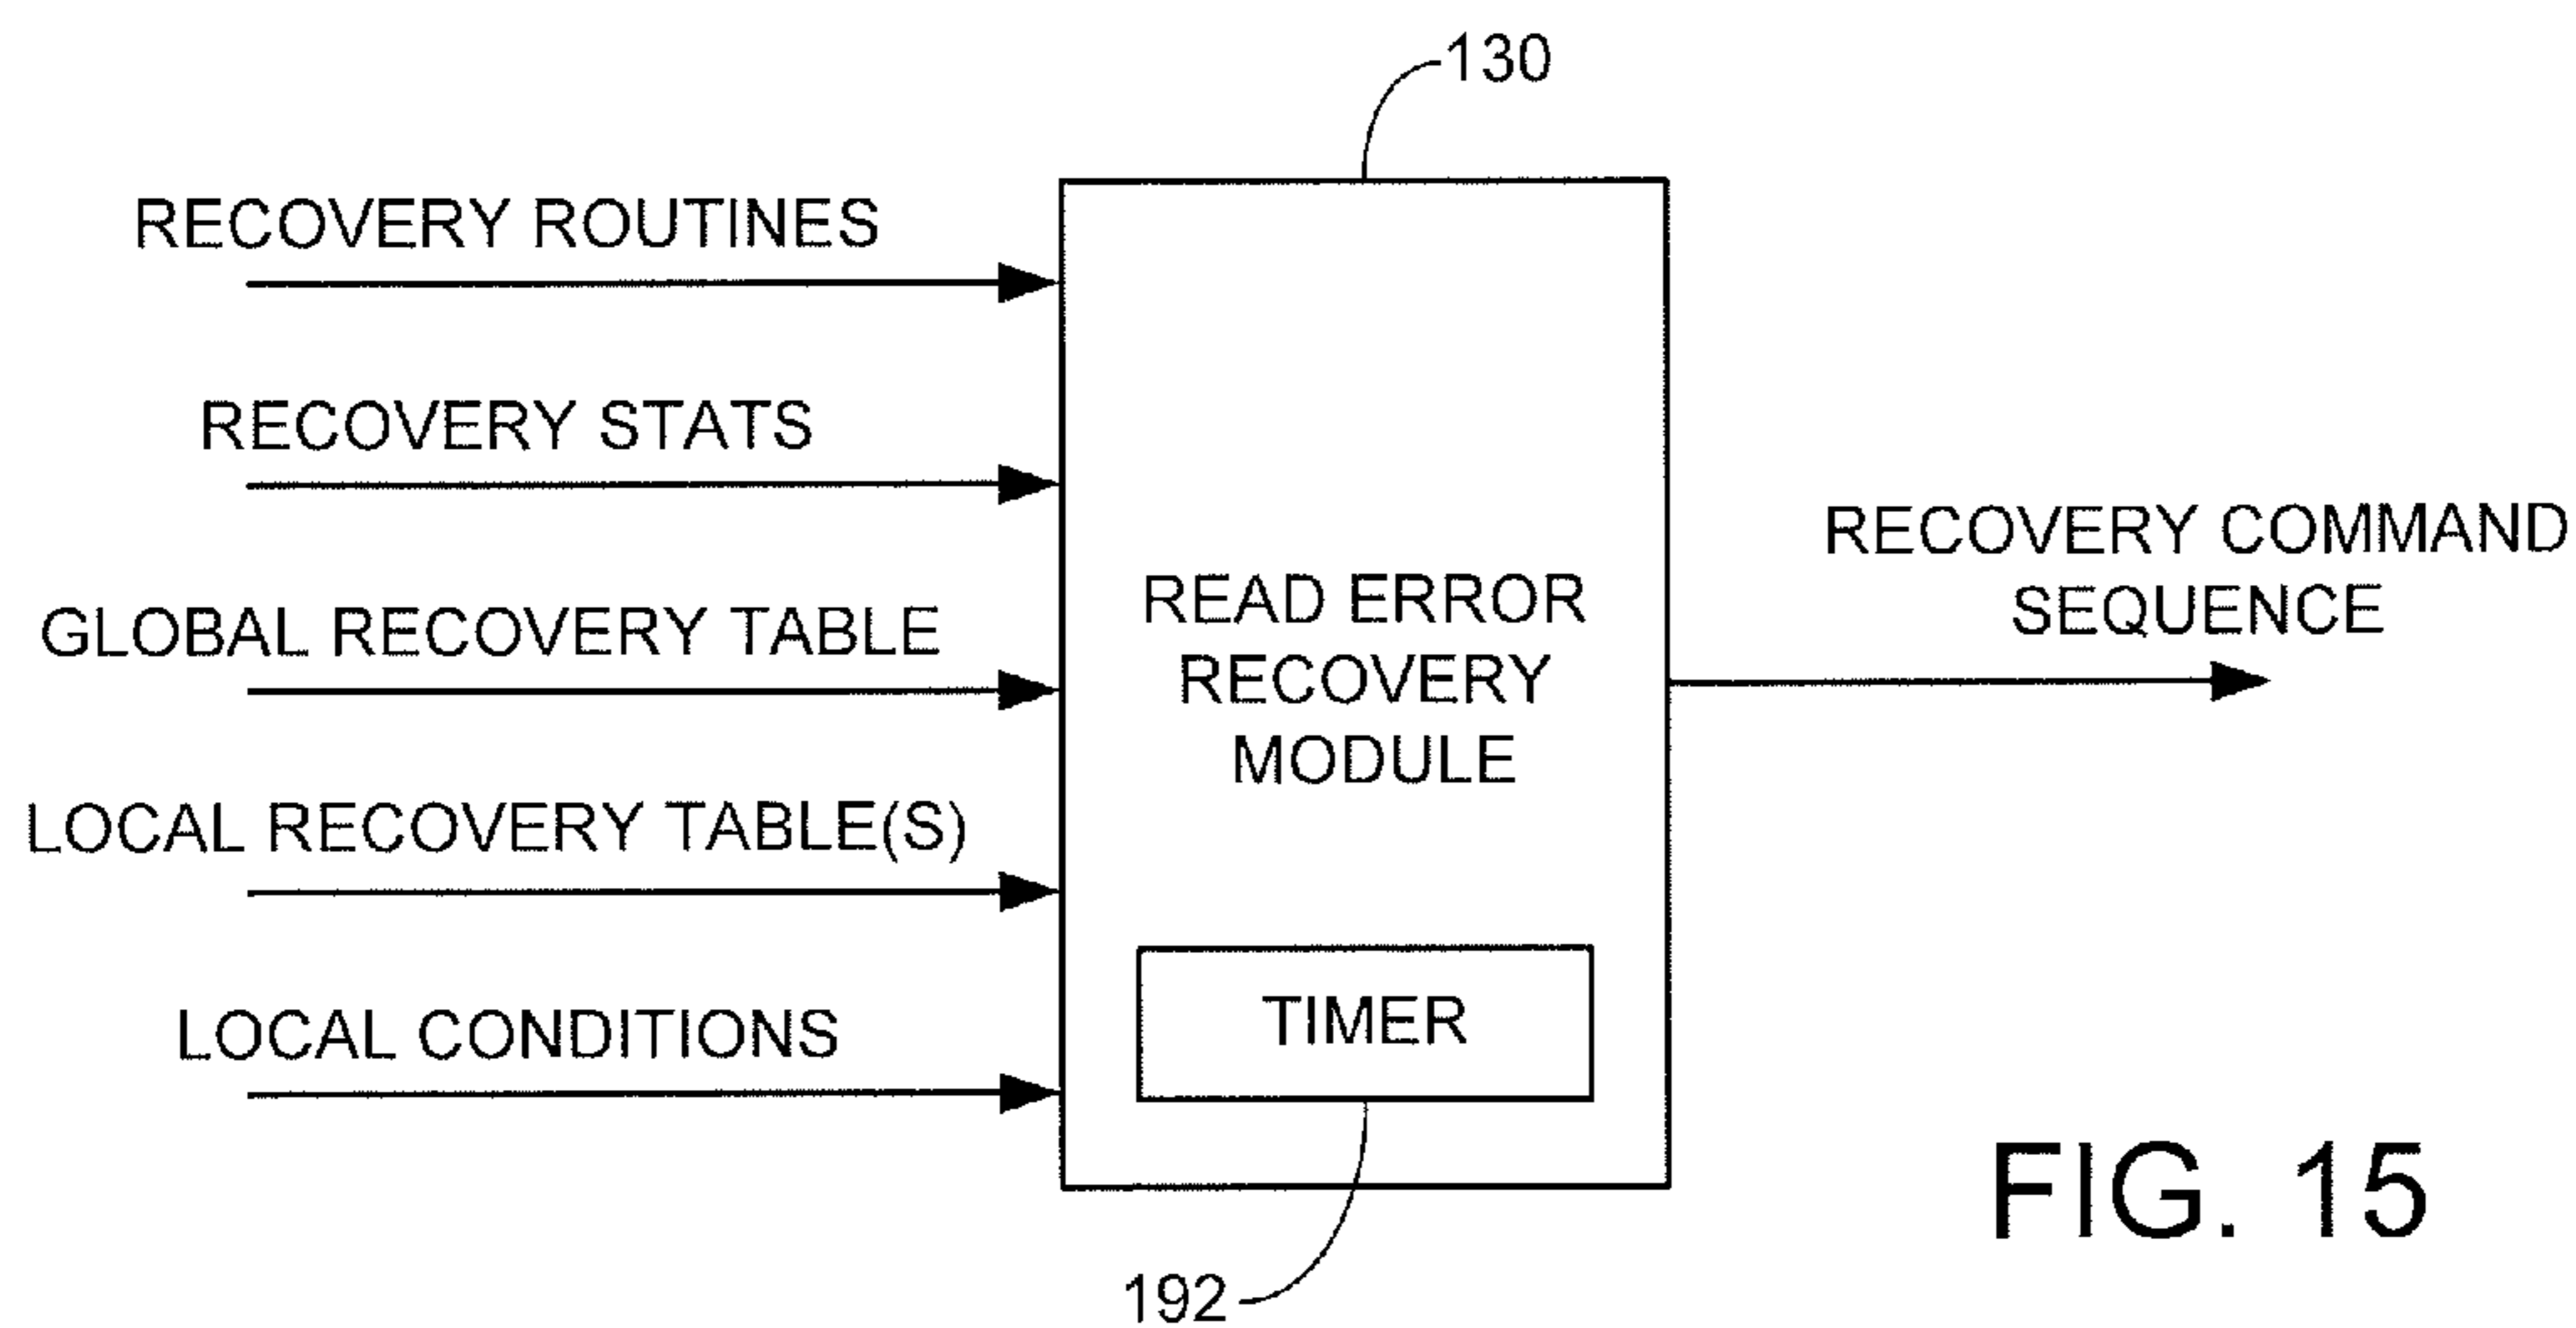 130
RECOVERY ROUTINES
RECOVERY STATS
GLOBAL RECOVERY TABLE
LOCAL RECOVERY TABLE(S)
LOCAL CONDITIONS
READ ERROR
RECOVERY
MODULE
TIMER
192
RECOVERY COMMAND
SEQUENCE
FIG. 15